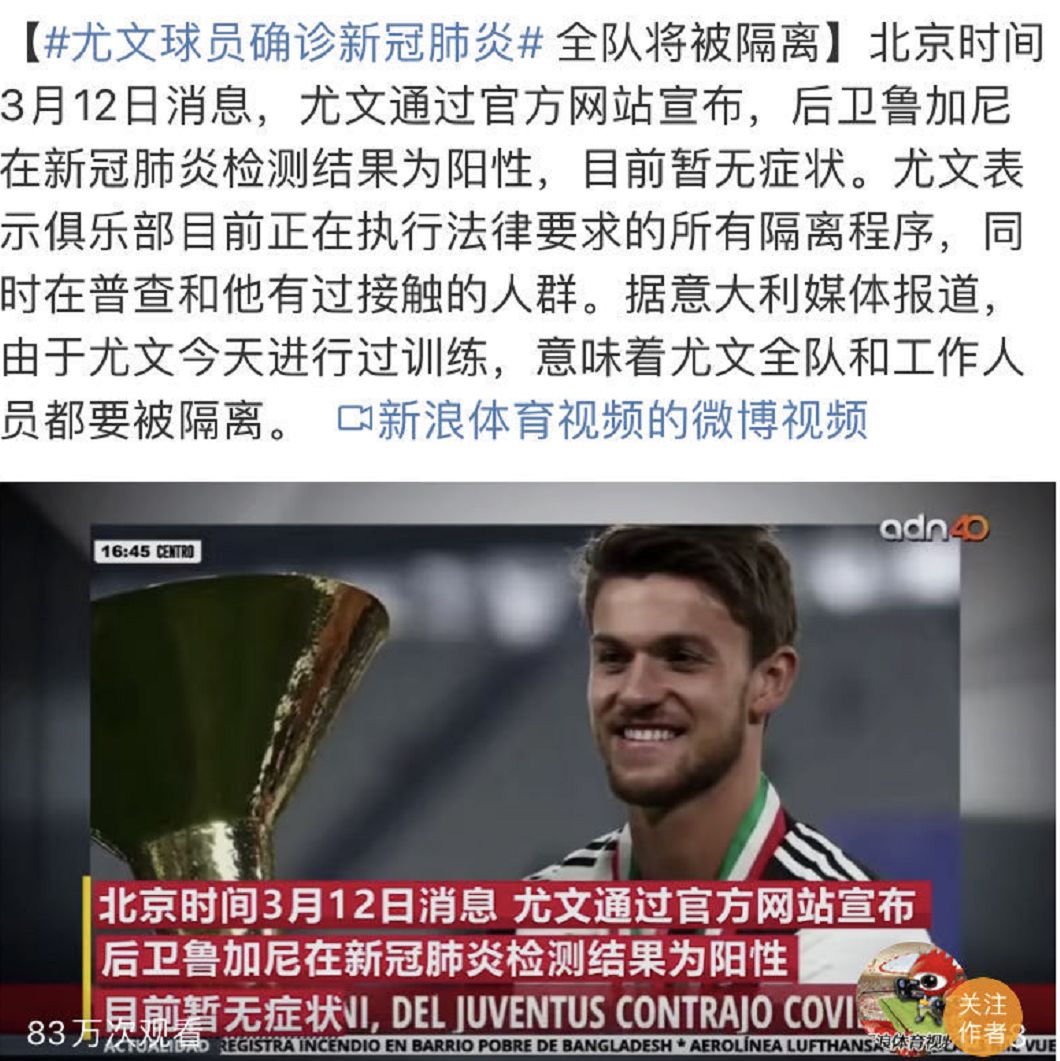 【#尤文球员确诊新冠肺炎# 全队将被隔离】北京时间
3月12日消息，尤文通过官方网站宣布，后卫鲁加尼
在新冠肺炎检测结果为阳性，目前暂无症状。尤文表
示俱乐部目前正在执行法律要求的所有隔离程序，同
时在普查和他有过接触的人群。据意大利媒体报道，
由于尤文今天进行过训练，意味着尤文全队和工作人
员都要被隔离。 新浪体育视频的微博视频
adn40
16:45 CENTRO
北京时间3月12日消息 尤文通过官方网站宣布
后卫鲁加尼在新冠肺炎检测结果为阳性
目前暂无症状NI, DEL JUVENTUS CONTRAJO COVI
关注
83万次观看
作者
ACTUALIDAD REGISTRA INCENDIO EN BARRIO POBRE DE BANGLADESH * AEROLÍNEA LUFTHANS